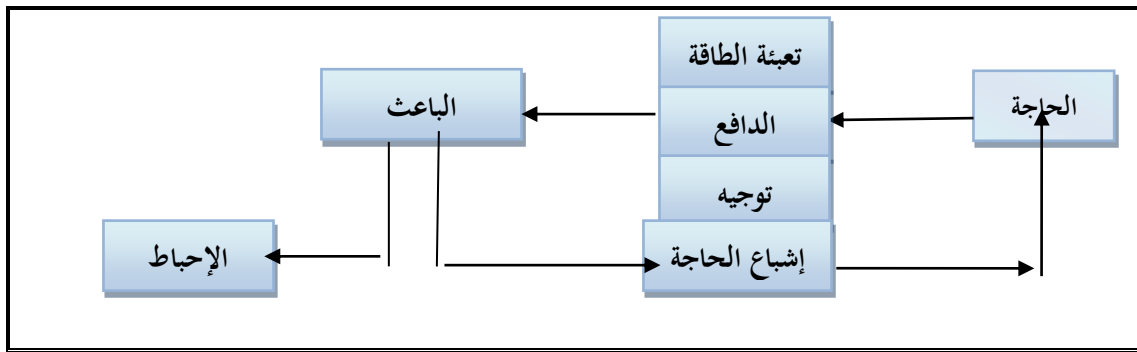 تعبئة الطاقة
الحاجة
الباعث
الدافع
توجيه
إشباع الحاجة
الإحباط